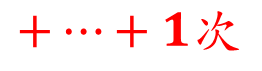 + ⋯ + 1次